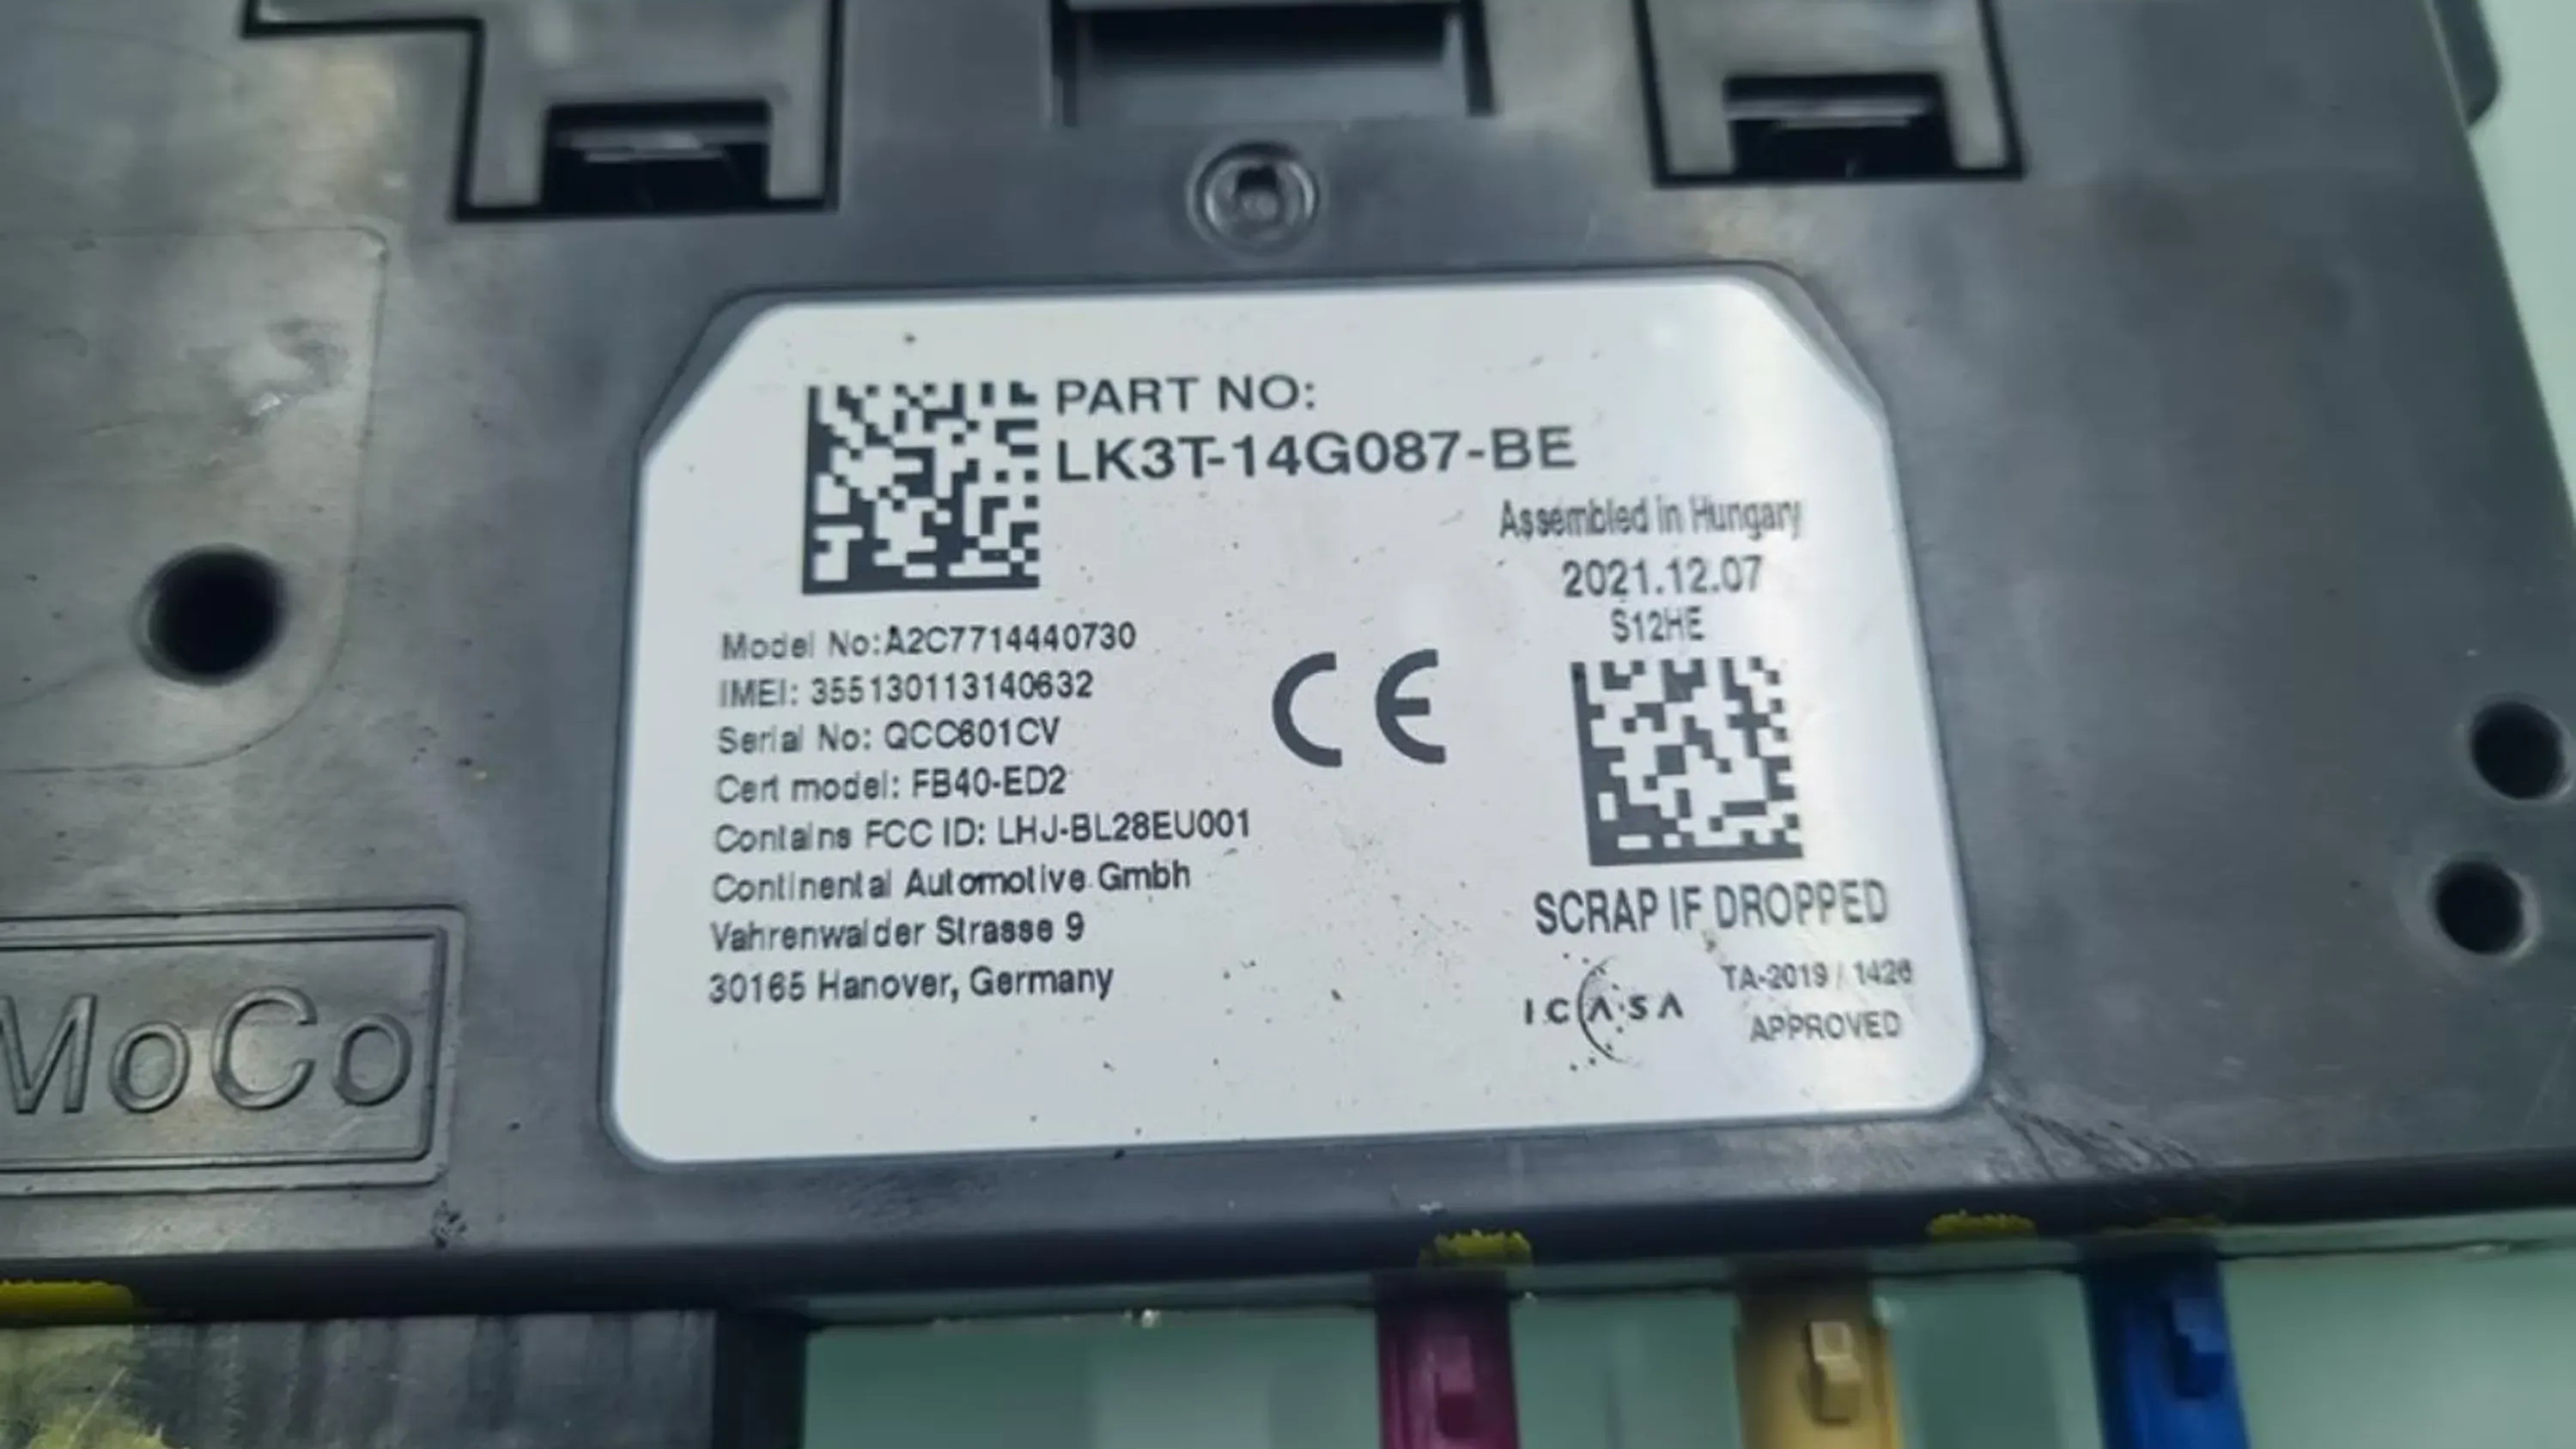 PART NO:
LK3T-14G087-BE
Assembled in Hungary
2021.12.07
S12HE
Model No:A2C7714440730
IMEI: 355130113140632
Serial No: QCC601CV
Cert model: FB40-ED2
Contains FCC ID: LHJ-BL28EU001
Continental Automotive Gmbh
Vahrenwalder Strasse 9
30165 Hanover, Germany
CE
SCRAP IF DROPPED
ICASA
TA-2019 / 1426
APPROVED
MoCo